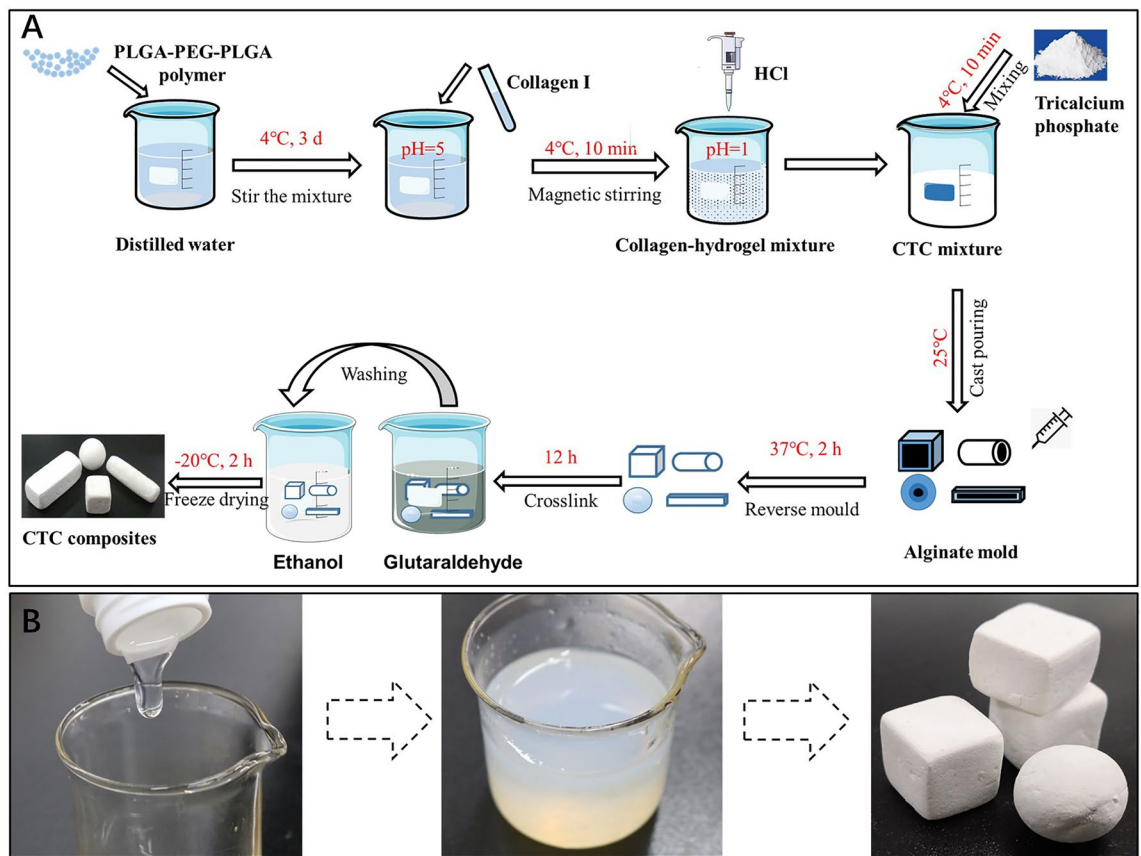 A
PLGA-PEG-PLGA
polymer
Distilled water
4℃, 3 d
Stir the mixture
pH=5
Collagen I
4℃, 10 min
Magnetic stirring
HCl
pH=1
Collagen-hydrogel mixture
4℃, 10 min
Mixing
Tricalcium
phosphate
CTC mixture
25℃
Cast pouring
Alginate mold
37℃, 2 h
Reverse mould
12 h
Crosslink
Glutaraldehyde
Washing
Ethanol
-20℃, 2 h
Freeze drying
CTC composites
B